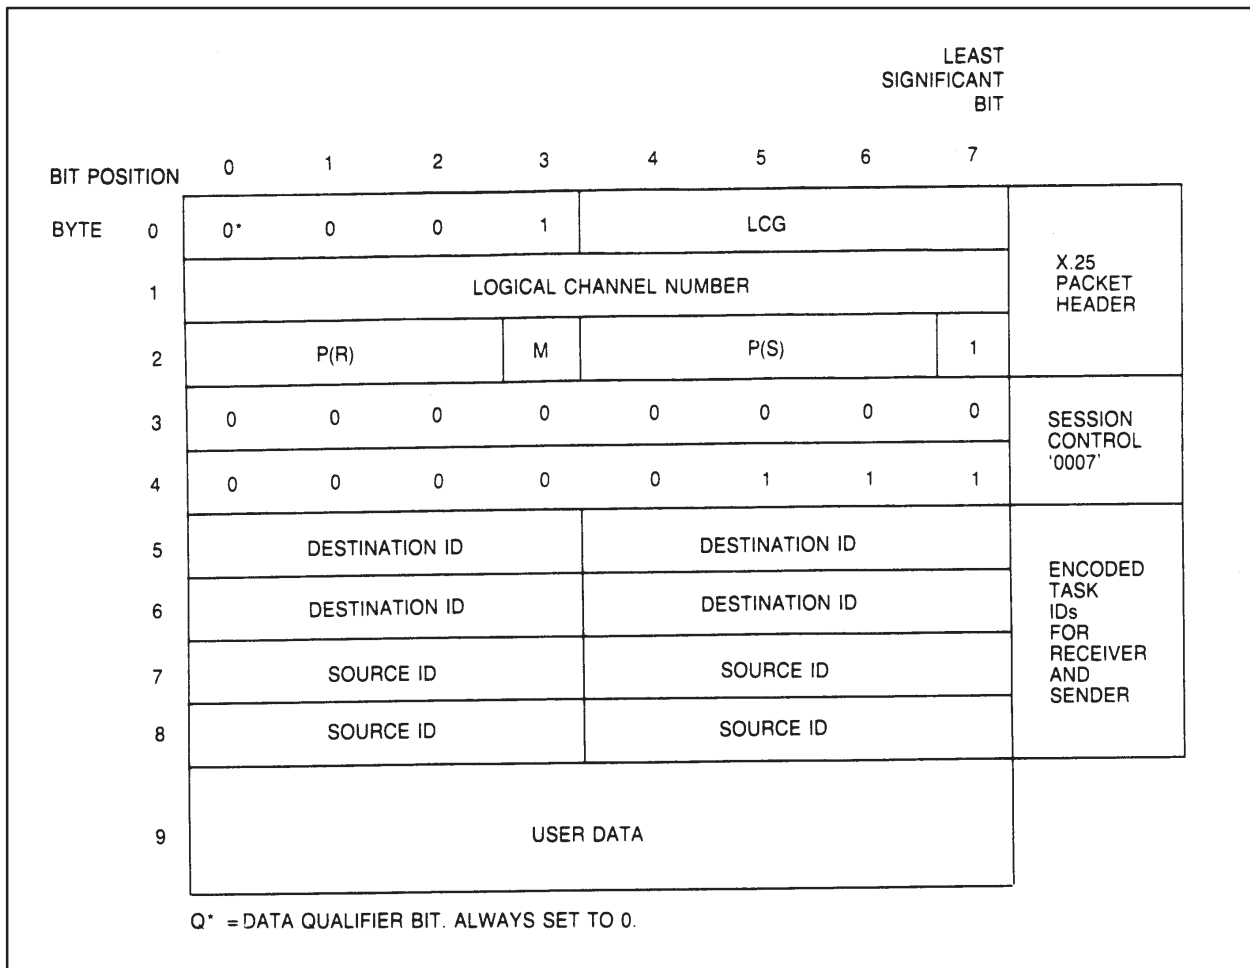 LEAST
SIGNIFICANT
BIT
BIT POSITION 0 1 2 3 4 5 6 7
BYTE 0 0* 0 0 1 LCG
X.25
PACKET
HEADER
1 LOGICAL CHANNEL NUMBER
2 P(R) M P(S) 1
3 0 0 0 0 0 0 0 0
SESSION
CONTROL
'0007'
4 0 0 0 0 0 1 1 1
5 DESTINATION ID DESTINATION ID
6 DESTINATION ID DESTINATION ID
ENCODED
TASK
IDs
FOR
RECEIVER
AND
SENDER
7 SOURCE ID SOURCE ID
8 SOURCE ID SOURCE ID
9 USER DATA
Q* = DATA QUALIFIER BIT. ALWAYS SET TO 0.